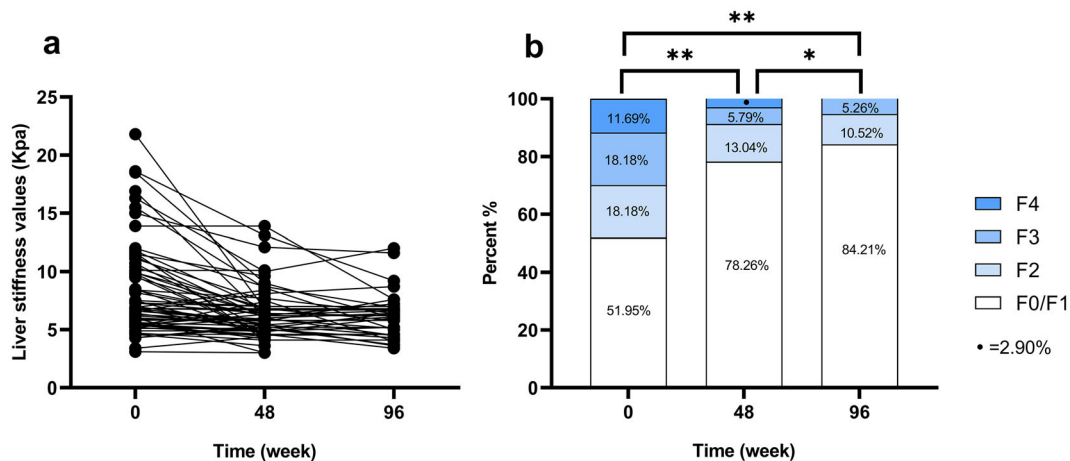 a
Liver stiffness values (Kpa)
25
20
15
10
5
0
0 48 96
Time (week)
b
**
** *
Percent %
100
80
60
40
20
0
11.69%
18.18%
18.18%
51.95%
5.79%
13.04%
78.26%
5.26%
10.52%
84.21%
0 48 96
Time (week)
F4
F3
F2
F0/F1
•=2.90%